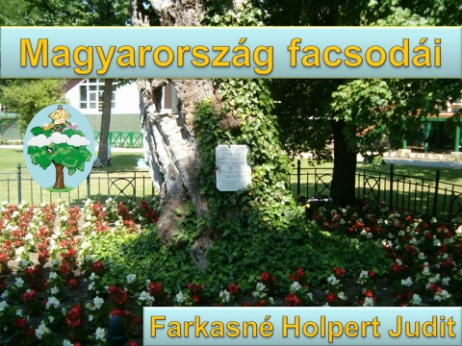 Magyarország facsodái
Farkasné Holpert Judit